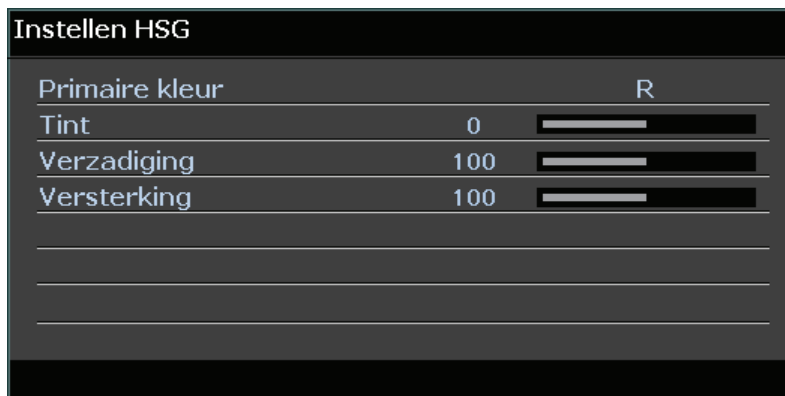 Instellen HSG
Primaire kleur R
Tint 0
Verzadiging 100
Versterking 100